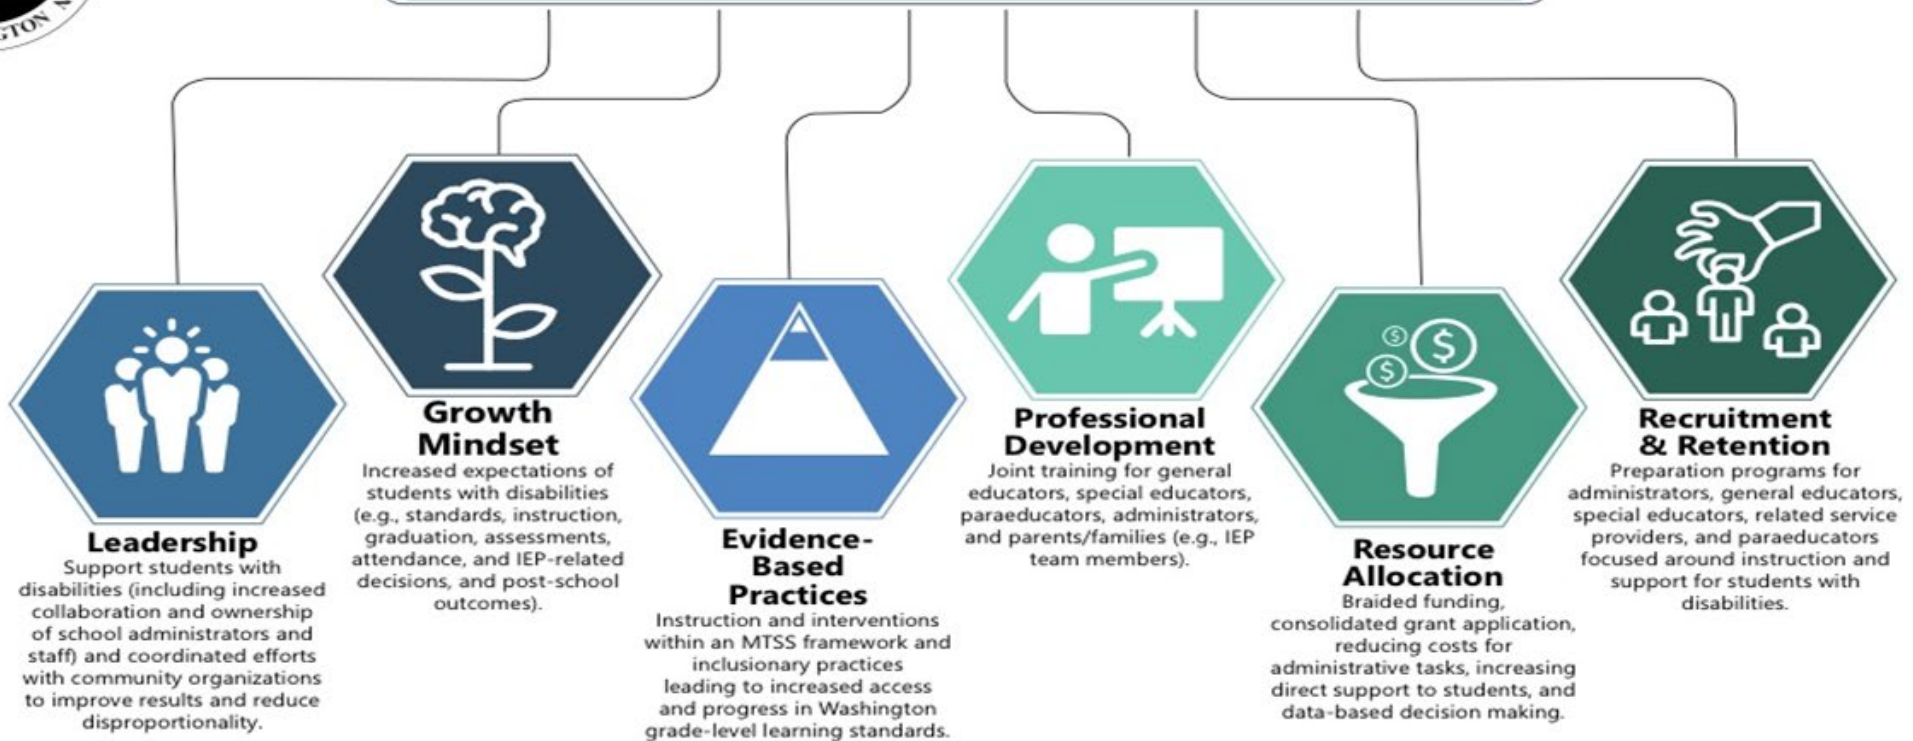 Leadership
Support students with
disabilities (including increased
collaboration and ownership
of school administrators and
staff) and coordinated efforts
with community organizations
to improve results and reduce
disproportionality.
Growth
Mindset
Increased expectations of
students with disabilities
(e.g., standards, instruction,
graduation, assessments,
attendance, and IEP-related
decisions, and post-school
outcomes).
Evidence-
Based
Practices
Instruction and interventions
within an MTSS framework and
inclusionary practices
leading to increased access
and progress in Washington
grade-level learning standards.
Professional
Development
Joint training for general
educators, special educators,
paraeducators, administrators,
and parents/families (e.g., IEP
team members).
$
$
$
Resource
Allocation
Braided funding,
consolidated grant application,
reducing costs for
administrative tasks, increasing
direct support to students, and
data-based decision making.
Recruitment
& Retention
Preparation programs for
administrators, general educators,
special educators, related service
providers, and paraeducators
focused around instruction and
support for students with
disabilities.